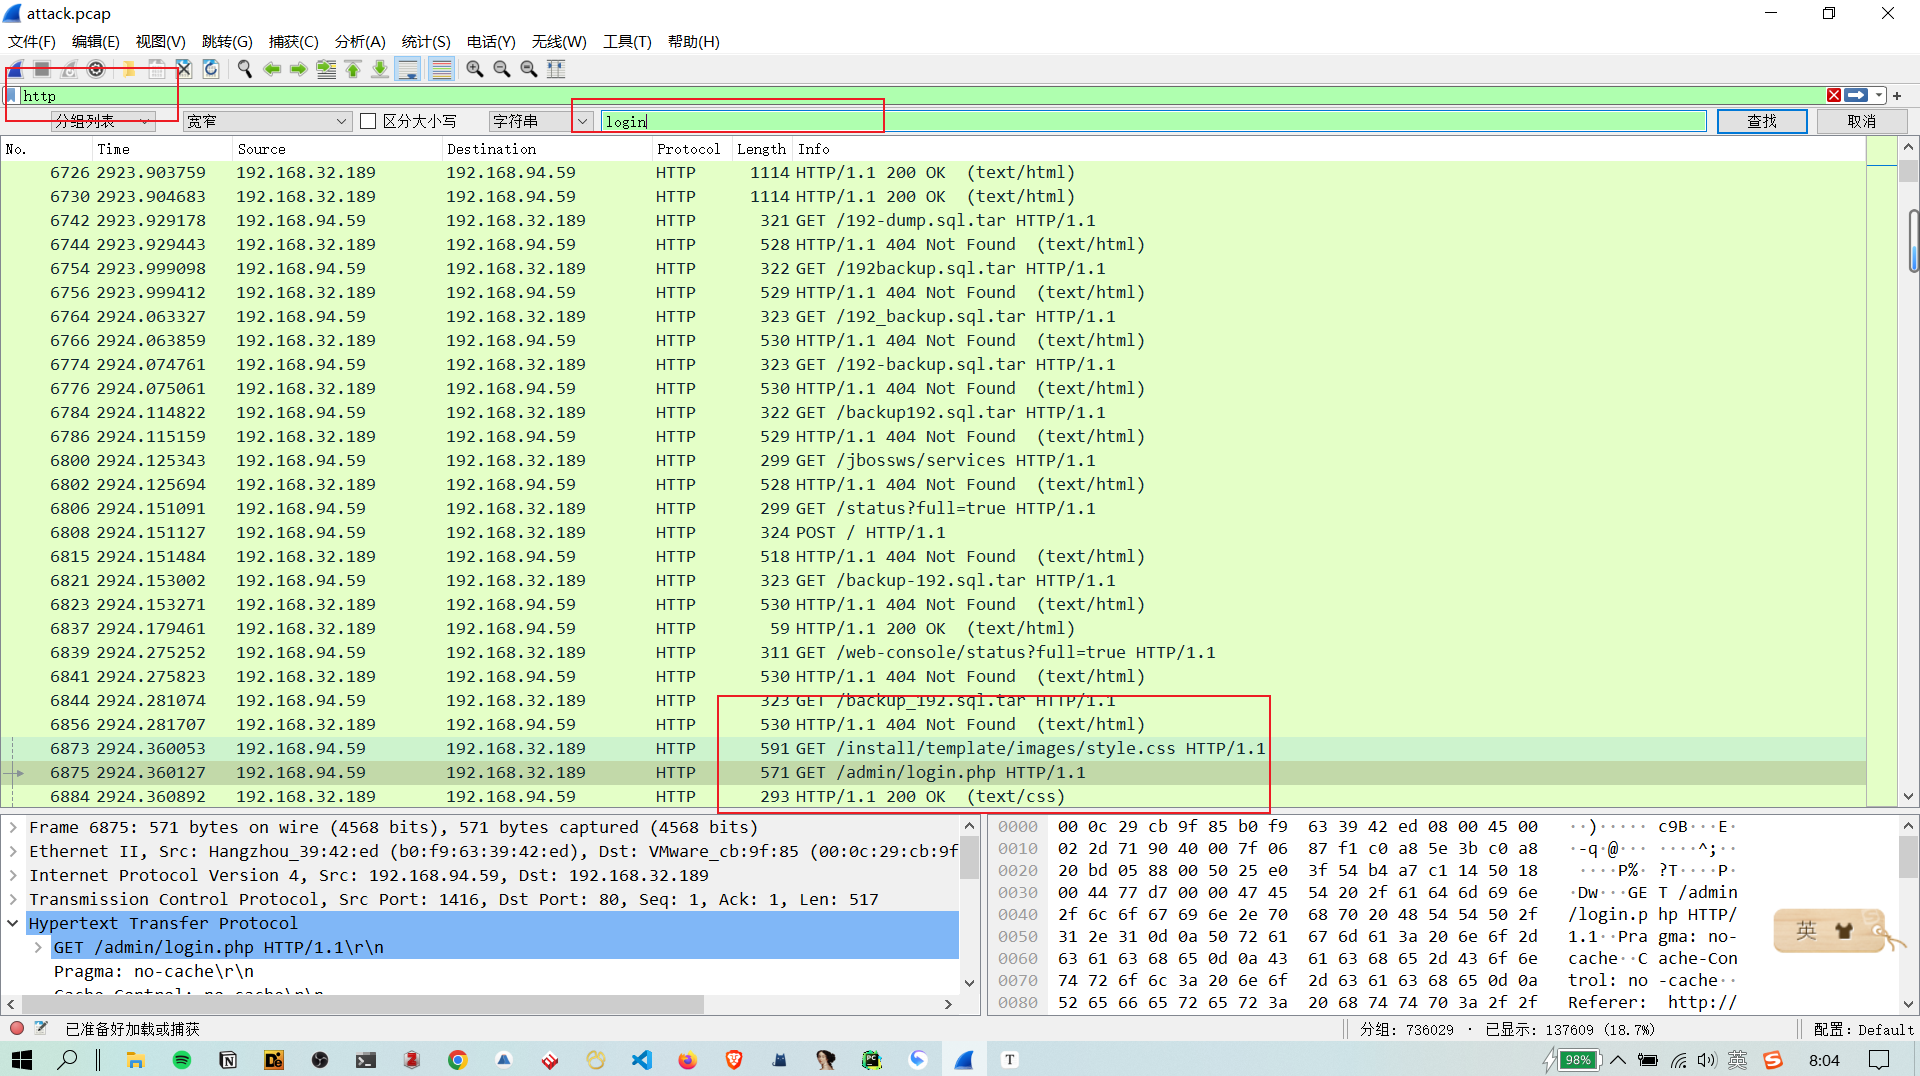 attack.pcap
文件(F) 编辑(E) 视图(V) 跳转(G) 捕获(C) 分析(A) 统计(S) 电话(Y) 无线(W) 工具(T) 帮助(H)
http
分组列表 宽窄 区分大小写 字符串 login 查找 取消
No. Time Source Destination Protocol Length Info
6726 2923.903759 192.168.32.189 192.168.94.59 HTTP 1114 HTTP/1.1 200 OK (text/html)
6730 2923.904683 192.168.32.189 192.168.94.59 HTTP 1114 HTTP/1.1 200 OK (text/html)
6742 2923.929178 192.168.94.59 192.168.32.189 HTTP 321 GET /192-dump.sql.tar HTTP/1.1
6744 2923.929443 192.168.32.189 192.168.94.59 HTTP 528 HTTP/1.1 404 Not Found (text/html)
6754 2923.999098 192.168.94.59 192.168.32.189 HTTP 322 GET /192backup.sql.tar HTTP/1.1
6756 2923.999412 192.168.32.189 192.168.94.59 HTTP 529 HTTP/1.1 404 Not Found (text/html)
6764 2924.063327 192.168.94.59 192.168.32.189 HTTP 323 GET /192_backup.sql.tar HTTP/1.1
6766 2924.063859 192.168.32.189 192.168.94.59 HTTP 530 HTTP/1.1 404 Not Found (text/html)
6774 2924.074761 192.168.94.59 192.168.32.189 HTTP 323 GET /192-backup.sql.tar HTTP/1.1
6776 2924.075061 192.168.32.189 192.168.94.59 HTTP 530 HTTP/1.1 404 Not Found (text/html)
6784 2924.114822 192.168.94.59 192.168.32.189 HTTP 322 GET /backup192.sql.tar HTTP/1.1
6786 2924.115159 192.168.32.189 192.168.94.59 HTTP 529 HTTP/1.1 404 Not Found (text/html)
6800 2924.125343 192.168.94.59 192.168.32.189 HTTP 299 GET /jbossws/services HTTP/1.1
6802 2924.125694 192.168.32.189 192.168.94.59 HTTP 528 HTTP/1.1 404 Not Found (text/html)
6806 2924.151091 192.168.94.59 192.168.32.189 HTTP 299 GET /status?full=true HTTP/1.1
6808 2924.151127 192.168.94.59 192.168.32.189 HTTP 324 POST / HTTP/1.1
6815 2924.151484 192.168.32.189 192.168.94.59 HTTP 518 HTTP/1.1 404 Not Found (text/html)
6821 2924.153002 192.168.94.59 192.168.32.189 HTTP 323 GET /backup-192.sql.tar HTTP/1.1
6823 2924.153271 192.168.32.189 192.168.94.59 HTTP 530 HTTP/1.1 404 Not Found (text/html)
6837 2924.179461 192.168.32.189 192.168.94.59 HTTP 59 HTTP/1.1 200 OK (text/html)
6839 2924.275252 192.168.94.59 192.168.32.189 HTTP 311 GET /web-console/status?full=true HTTP/1.1
6841 2924.275823 192.168.32.189 192.168.94.59 HTTP 530 HTTP/1.1 404 Not Found (text/html)
6844 2924.281074 192.168.94.59 192.168.32.189 HTTP 323 GET /backup_192.sql.tar HTTP/1.1
6856 2924.281707 192.168.32.189 192.168.94.59 HTTP 530 HTTP/1.1 404 Not Found (text/html)
6873 2924.360053 192.168.94.59 192.168.32.189 HTTP 591 GET /install/template/images/style.css HTTP/1.1
6875 2924.360127 192.168.94.59 192.168.32.189 HTTP 571 GET /admin/login.php HTTP/1.1
6884 2924.360892 192.168.32.189 192.168.94.59 HTTP 293 HTTP/1.1 200 OK (text/css)
Frame 6875: 571 bytes on wire (4568 bits), 571 bytes captured (4568 bits)
Ethernet II, Src: Hangzhou_39:42:ed (b0:f9:63:39:42:ed), Dst: VMware_cb:9f:85 (00:0c:29:cb:9f
Internet Protocol Version 4, Src: 192.168.94.59, Dst: 192.168.32.189
Transmission Control Protocol, Src Port: 1416, Dst Port: 80, Seq: 1, Ack: 1, Len: 517
Hypertext Transfer Protocol
GET /admin/login.php HTTP/1.1\r\n
Pragma: no-cache\r\n
Cache-Control: no-cache\r\n
0000 00 0c 29 cb 9f 85 b0 f9 63 39 42 ed 08 00 45 00 ··)····· c9B···E·
0010 02 2d 71 90 40 00 7f 06 87 f1 c0 a8 5e 3b c0 a8 ·-q·@··· ····^;··
0020 20 bd 05 88 00 50 25 e0 3f 54 b4 a7 c1 14 50 18 ····P%· ?T····P·
0030 00 44 77 d7 00 00 47 45 54 20 2f 61 64 6d 69 6e ·Dw···GE T /admin
0040 2f 6c 6f 67 69 6e 2e 70 68 70 20 48 54 54 50 2f /login.p hp HTTP/
0050 31 2e 31 0d 0a 50 72 61 67 6d 61 3a 20 6e 6f 2d 1.1··Pra gma: no-
0060 63 61 63 68 65 0d 0a 43 61 63 68 65 2d 43 6f 6e cache··C ache-Con
0070 74 72 6f 6c 3a 20 6e 6f 2d 63 61 63 68 65 0d 0a trol: no -cache··
0080 52 65 66 65 72 65 72 3a 20 68 74 74 70 3a 2f 2f Referer: http://
英
已准备好加载或捕获 分组: 736029 · 已显示: 137609 (18.7%) 配置: Default
98% 英 8:04